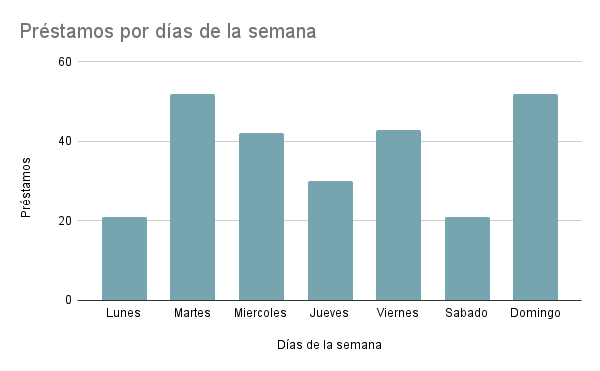 Préstamos por días de la semana
60
40
20
0
Préstamos
Lunes Martes Miercoles Jueves Viernes Sabado Domingo
Días de la semana